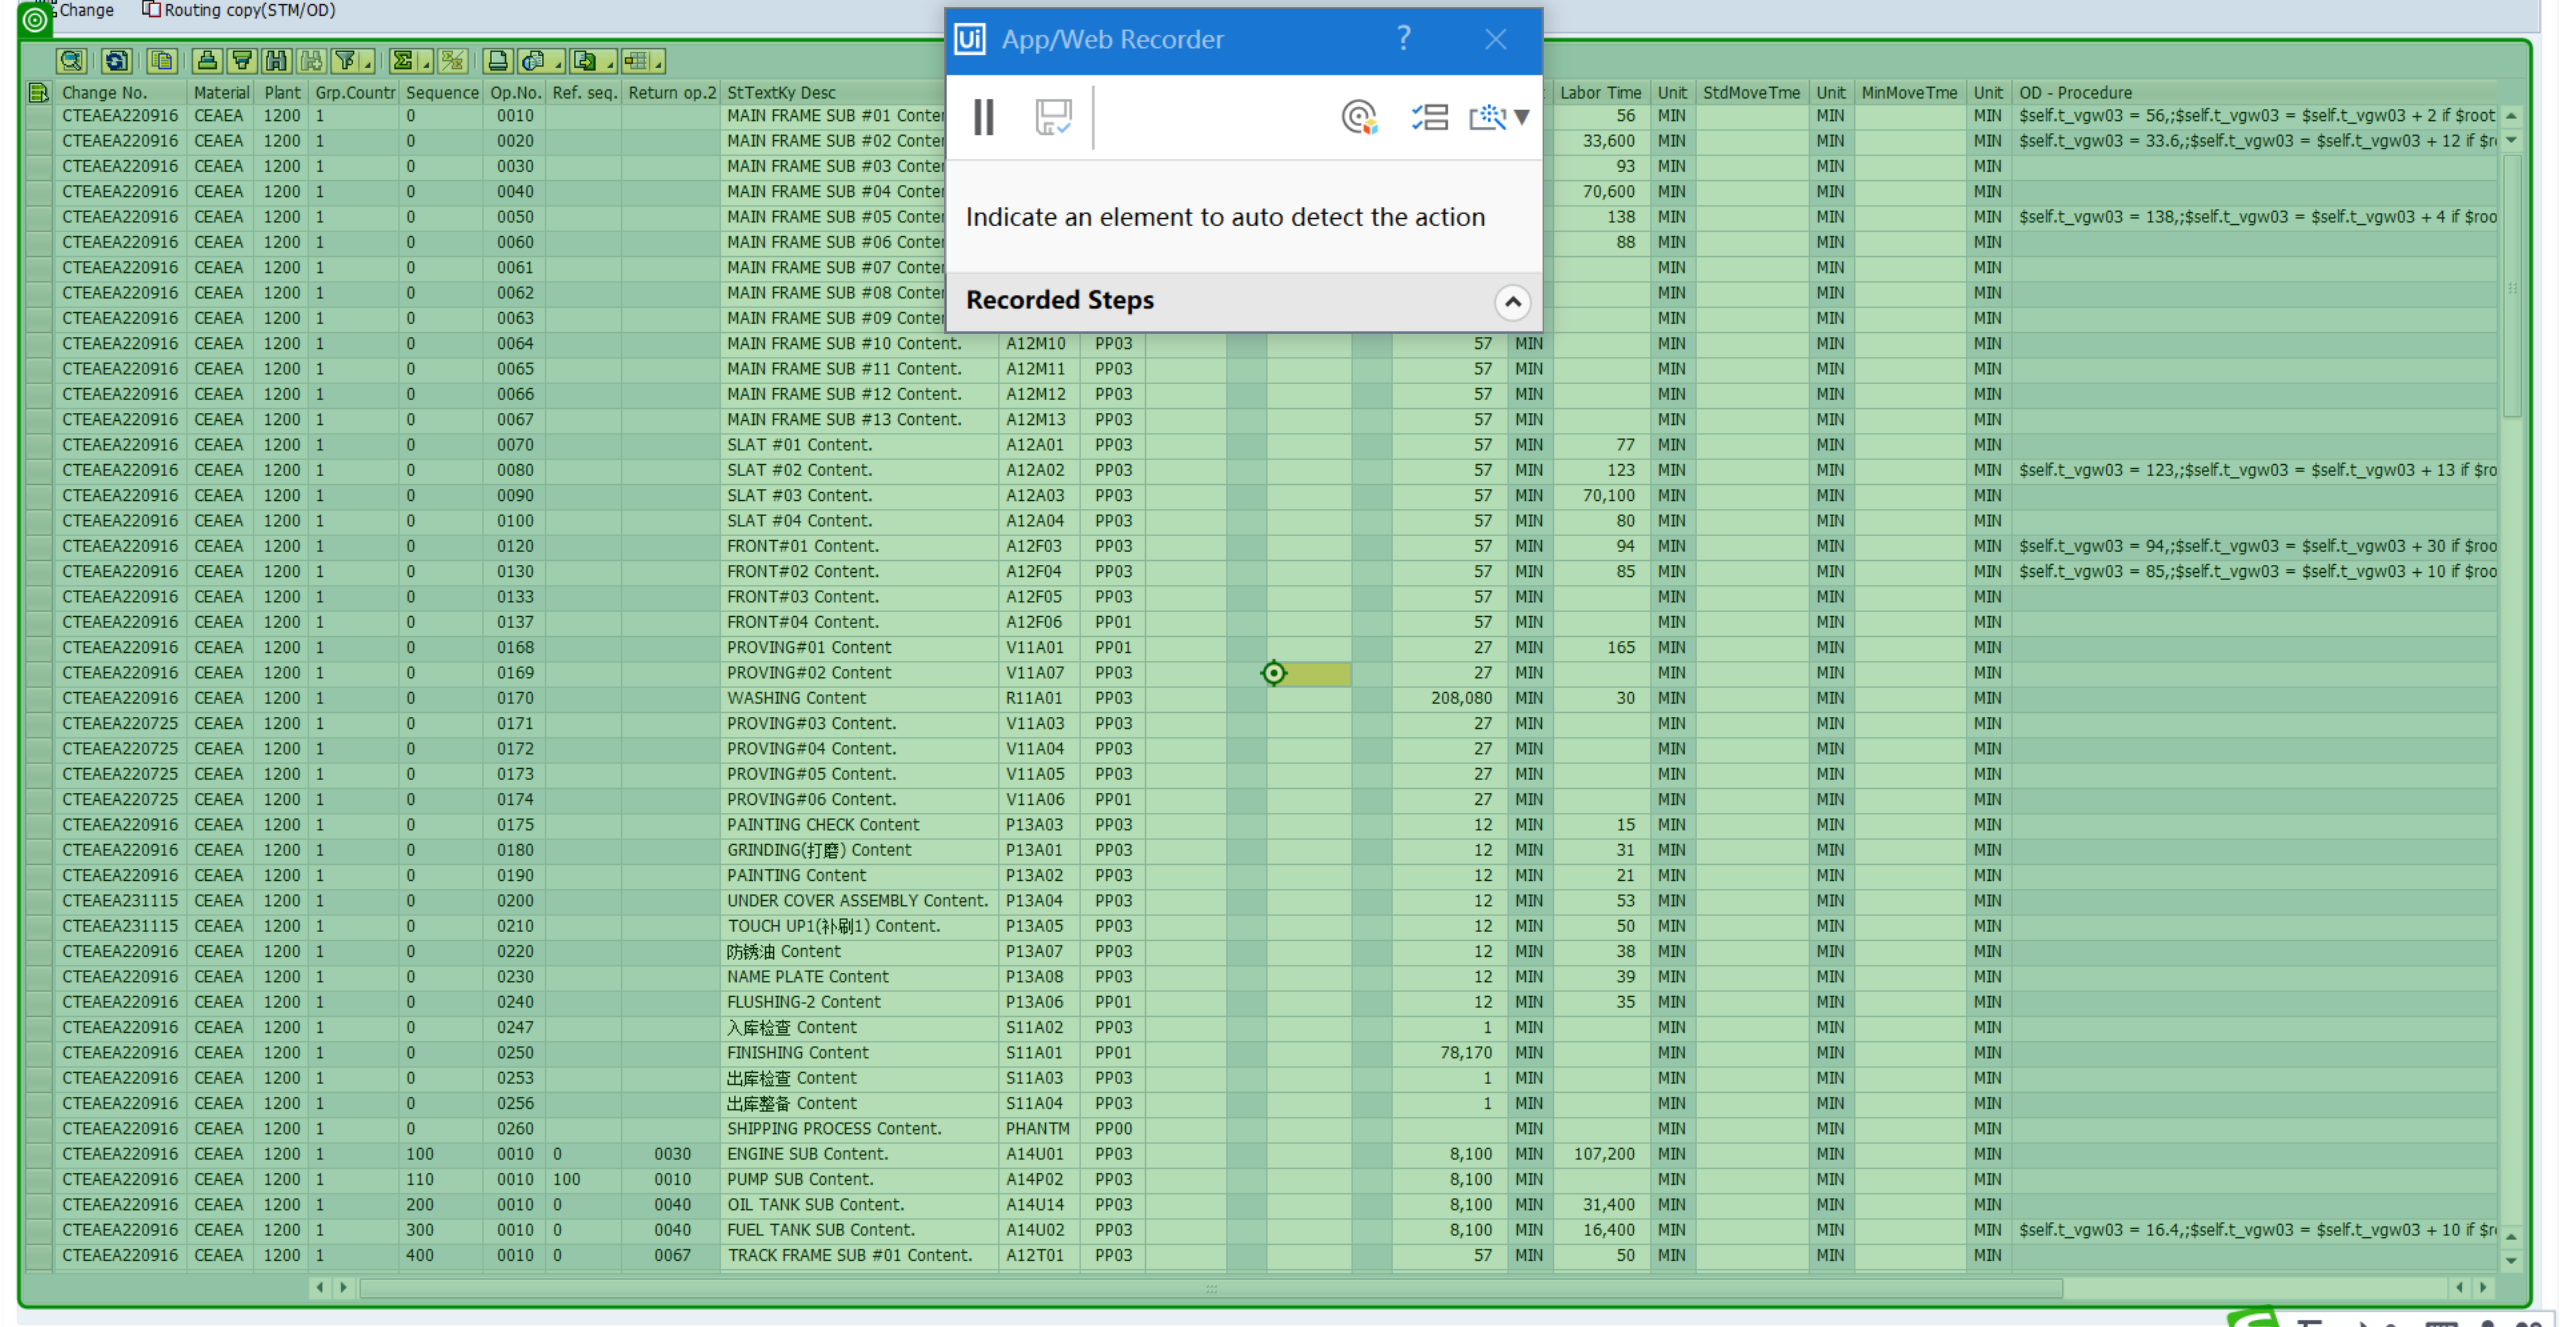 Change Routing copy(STM/OD)
App/Web Recorder ?
Indicate an element to auto detect the action
Recorded Steps
Change No. Material Plant Grp.Countr Sequence Op.No. Ref. seq. Return op.2 StTextKy Desc Labor Time Unit StdMoveTme Unit MinMoveTme Unit OD - Procedure
CTEAEA220916 CEAEA 1200 1 0 0010 MAIN FRAME SUB #01 Conter 56 MIN MIN MIN $self.t_vgw03 = 56,;$self.t_vgw03 = $self.t_vgw03 + 2 if $root
CTEAEA220916 CEAEA 1200 1 0 0020 MAIN FRAME SUB #02 Conter 33,600 MIN MIN MIN $self.t_vgw03 = 33.6,;$self.t_vgw03 = $self.t_vgw03 + 12 if $r
CTEAEA220916 CEAEA 1200 1 0 0030 MAIN FRAME SUB #03 Conter 93 MIN MIN MIN
CTEAEA220916 CEAEA 1200 1 0 0040 MAIN FRAME SUB #04 Conter 70,600 MIN MIN MIN
CTEAEA220916 CEAEA 1200 1 0 0050 MAIN FRAME SUB #05 Conter 138 MIN MIN MIN $self.t_vgw03 = 138,;$self.t_vgw03 = $self.t_vgw03 + 4 if $roo
CTEAEA220916 CEAEA 1200 1 0 0060 MAIN FRAME SUB #06 Conter 88 MIN MIN MIN
CTEAEA220916 CEAEA 1200 1 0 0061 MAIN FRAME SUB #07 Conter MIN MIN MIN
CTEAEA220916 CEAEA 1200 1 0 0062 MAIN FRAME SUB #08 Conter MIN MIN MIN
CTEAEA220916 CEAEA 1200 1 0 0063 MAIN FRAME SUB #09 Conter MIN MIN MIN
CTEAEA220916 CEAEA 1200 1 0 0064 MAIN FRAME SUB #10 Content. A12M10 PP03 57 MIN MIN MIN MIN
CTEAEA220916 CEAEA 1200 1 0 0065 MAIN FRAME SUB #11 Content. A12M11 PP03 57 MIN MIN MIN MIN
CTEAEA220916 CEAEA 1200 1 0 0066 MAIN FRAME SUB #12 Content. A12M12 PP03 57 MIN MIN MIN MIN
CTEAEA220916 CEAEA 1200 1 0 0067 MAIN FRAME SUB #13 Content. A12M13 PP03 57 MIN MIN MIN MIN
CTEAEA220916 CEAEA 1200 1 0 0070 SLAT #01 Content. A12A01 PP03 57 MIN 77 MIN MIN MIN
CTEAEA220916 CEAEA 1200 1 0 0080 SLAT #02 Content. A12A02 PP03 57 MIN 123 MIN MIN MIN $self.t_vgw03 = 123,;$self.t_vgw03 = $self.t_vgw03 + 13 if $ro
CTEAEA220916 CEAEA 1200 1 0 0090 SLAT #03 Content. A12A03 PP03 57 MIN 70,100 MIN MIN MIN
CTEAEA220916 CEAEA 1200 1 0 0100 SLAT #04 Content. A12A04 PP03 57 MIN 80 MIN MIN MIN
CTEAEA220916 CEAEA 1200 1 0 0120 FRONT#01 Content. A12F03 PP03 57 MIN 94 MIN MIN MIN $self.t_vgw03 = 94,;$self.t_vgw03 = $self.t_vgw03 + 30 if $roo
CTEAEA220916 CEAEA 1200 1 0 0130 FRONT#02 Content. A12F04 PP03 57 MIN 85 MIN MIN MIN $self.t_vgw03 = 85,;$self.t_vgw03 = $self.t_vgw03 + 10 if $roo
CTEAEA220916 CEAEA 1200 1 0 0133 FRONT#03 Content. A12F05 PP03 57 MIN MIN MIN MIN
CTEAEA220916 CEAEA 1200 1 0 0137 FRONT#04 Content. A12F06 PP01 57 MIN MIN MIN MIN
CTEAEA220916 CEAEA 1200 1 0 0168 PROVING#01 Content V11A01 PP01 27 MIN 165 MIN MIN MIN
CTEAEA220916 CEAEA 1200 1 0 0169 PROVING#02 Content V11A07 PP03 27 MIN MIN MIN MIN
CTEAEA220916 CEAEA 1200 1 0 0170 WASHING Content R11A01 PP03 208,080 MIN 30 MIN MIN MIN
CTEAEA220725 CEAEA 1200 1 0 0171 PROVING#03 Content. V11A03 PP03 27 MIN MIN MIN MIN
CTEAEA220725 CEAEA 1200 1 0 0172 PROVING#04 Content. V11A04 PP03 27 MIN MIN MIN MIN
CTEAEA220725 CEAEA 1200 1 0 0173 PROVING#05 Content. V11A05 PP03 27 MIN MIN MIN MIN
CTEAEA220725 CEAEA 1200 1 0 0174 PROVING#06 Content. V11A06 PP01 27 MIN MIN MIN MIN
CTEAEA220916 CEAEA 1200 1 0 0175 PAINTING CHECK Content P13A03 PP03 12 MIN 15 MIN MIN MIN
CTEAEA220916 CEAEA 1200 1 0 0180 GRINDING(打磨) Content P13A01 PP03 12 MIN 31 MIN MIN MIN
CTEAEA220916 CEAEA 1200 1 0 0190 PAINTING Content P13A02 PP03 12 MIN 21 MIN MIN MIN
CTEAEA231115 CEAEA 1200 1 0 0200 UNDER COVER ASSEMBLY Content. P13A04 PP03 12 MIN 53 MIN MIN MIN
CTEAEA231115 CEAEA 1200 1 0 0210 TOUCH UP1(补刷1) Content. P13A05 PP03 12 MIN 50 MIN MIN MIN
CTEAEA220916 CEAEA 1200 1 0 0220 防锈油 Content P13A07 PP03 12 MIN 38 MIN MIN MIN
CTEAEA220916 CEAEA 1200 1 0 0230 NAME PLATE Content P13A08 PP03 12 MIN 39 MIN MIN MIN
CTEAEA220916 CEAEA 1200 1 0 0240 FLUSHING-2 Content P13A06 PP01 12 MIN 35 MIN MIN MIN
CTEAEA220916 CEAEA 1200 1 0 0247 入库检查 Content S11A02 PP03 1 MIN MIN MIN MIN
CTEAEA220916 CEAEA 1200 1 0 0250 FINISHING Content S11A01 PP01 78,170 MIN MIN MIN MIN
CTEAEA220916 CEAEA 1200 1 0 0253 出库检查 Content S11A03 PP03 1 MIN MIN MIN MIN
CTEAEA220916 CEAEA 1200 1 0 0256 出库整备 Content S11A04 PP03 1 MIN MIN MIN MIN
CTEAEA220916 CEAEA 1200 1 0 0260 SHIPPING PROCESS Content. PHANTM PP00 MIN MIN MIN MIN
CTEAEA220916 CEAEA 1200 1 100 0010 0 0030 ENGINE SUB Content. A14U01 PP03 8,100 MIN 107,200 MIN MIN MIN
CTEAEA220916 CEAEA 1200 1 110 0010 100 0010 PUMP SUB Content. A14P02 PP03 8,100 MIN MIN MIN MIN
CTEAEA220916 CEAEA 1200 1 200 0010 0 0040 OIL TANK SUB Content. A14U14 PP03 8,100 MIN 31,400 MIN MIN MIN
CTEAEA220916 CEAEA 1200 1 300 0010 0 0040 FUEL TANK SUB Content. A14U02 PP03 8,100 MIN 16,400 MIN MIN MIN $self.t_vgw03 = 16.4,;$self.t_vgw03 = $self.t_vgw03 + 10 if $r
CTEAEA220916 CEAEA 1200 1 400 0010 0 0067 TRACK FRAME SUB #01 Content. A12T01 PP03 57 MIN 50 MIN MIN MIN